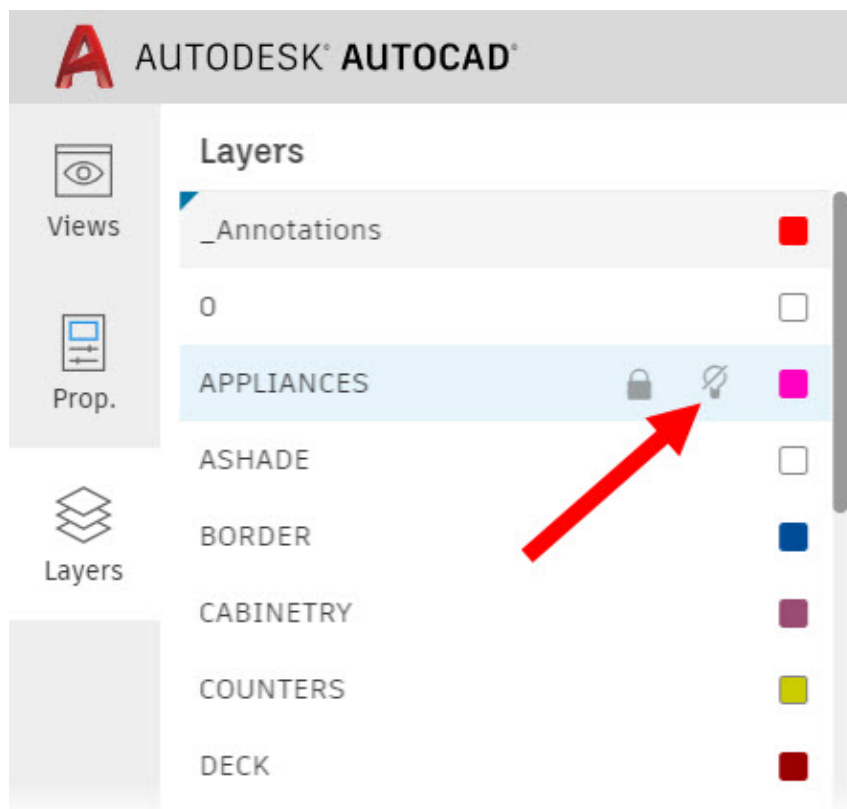 AUTODESK® AUTOCAD®
Layers
Views
_Annotations
0
Prop.
APPLIANCES
ASHADE
BORDER
Layers
CABINETRY
COUNTERS
DECK